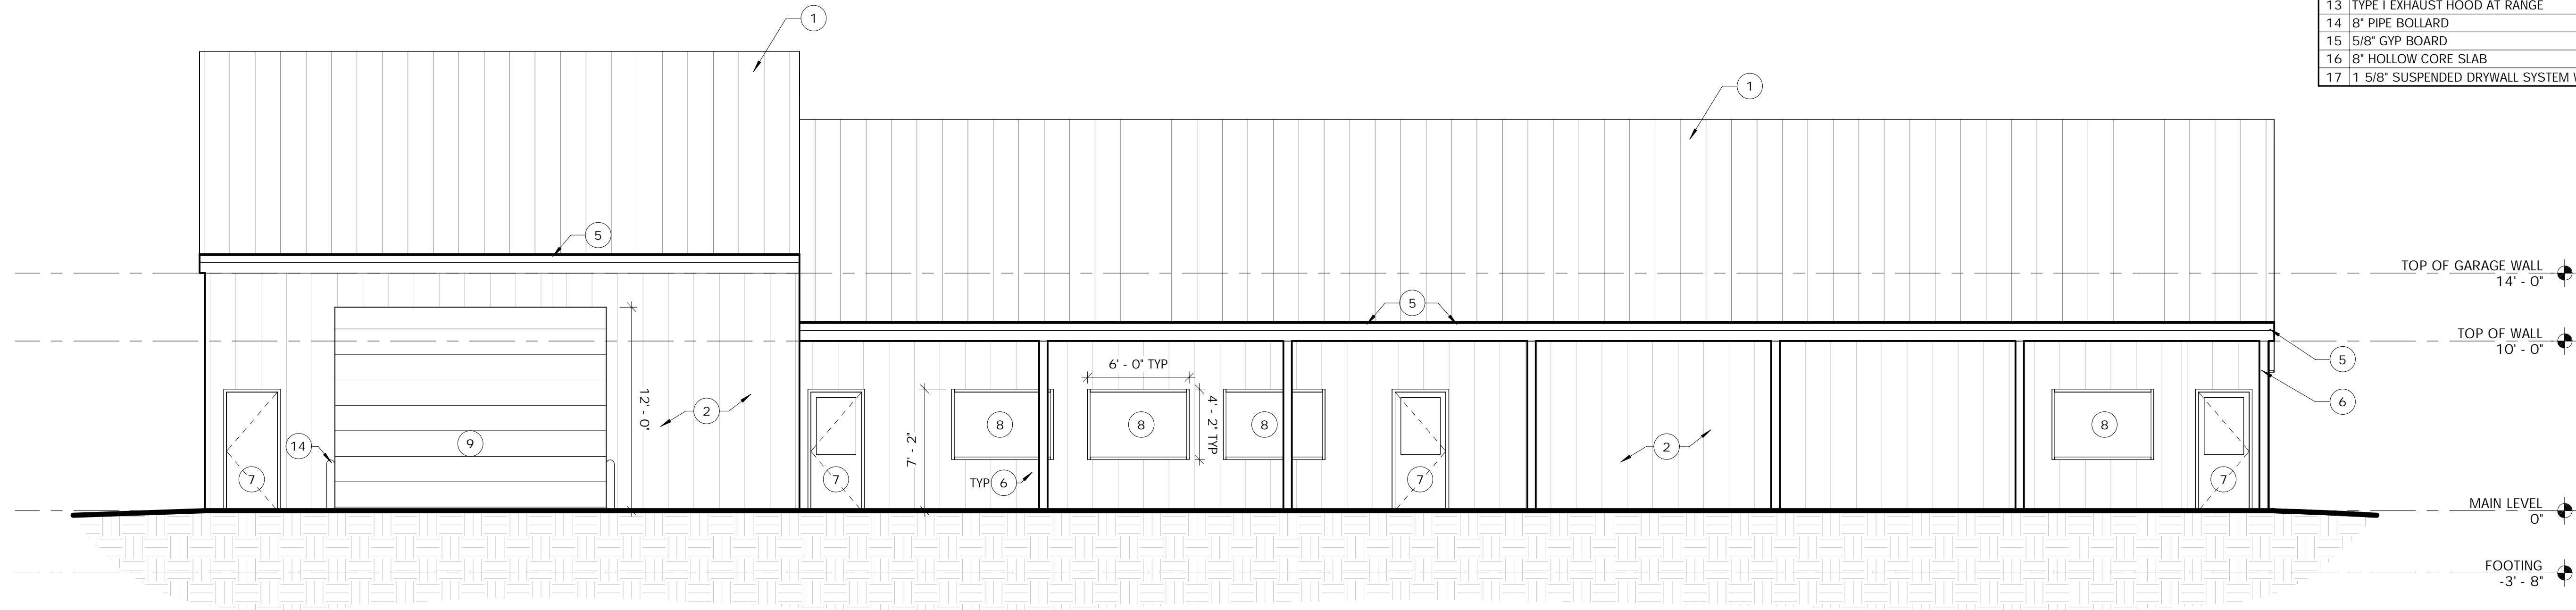 13 TYPE I EXHAUST HOOD AT RANGE
14 8" PIPE BOLLARD
15 5/8" GYP BOARD
16 8" HOLLOW CORE SLAB
17 1 5/8" SUSPENDED DRYWALL SYSTEM
1
1
5
TOP OF GARAGE WALL
14' - 0"
5
TOP OF WALL
10' - 0"
5
6' - 0" TYP
12' - 0"
2
6
4' - 2" TYP
8
8
8
8
14
9
7' - 2"
2
7
7
TYP 6
7
7
MAIN LEVEL
0"
FOOTING
-3' - 8"